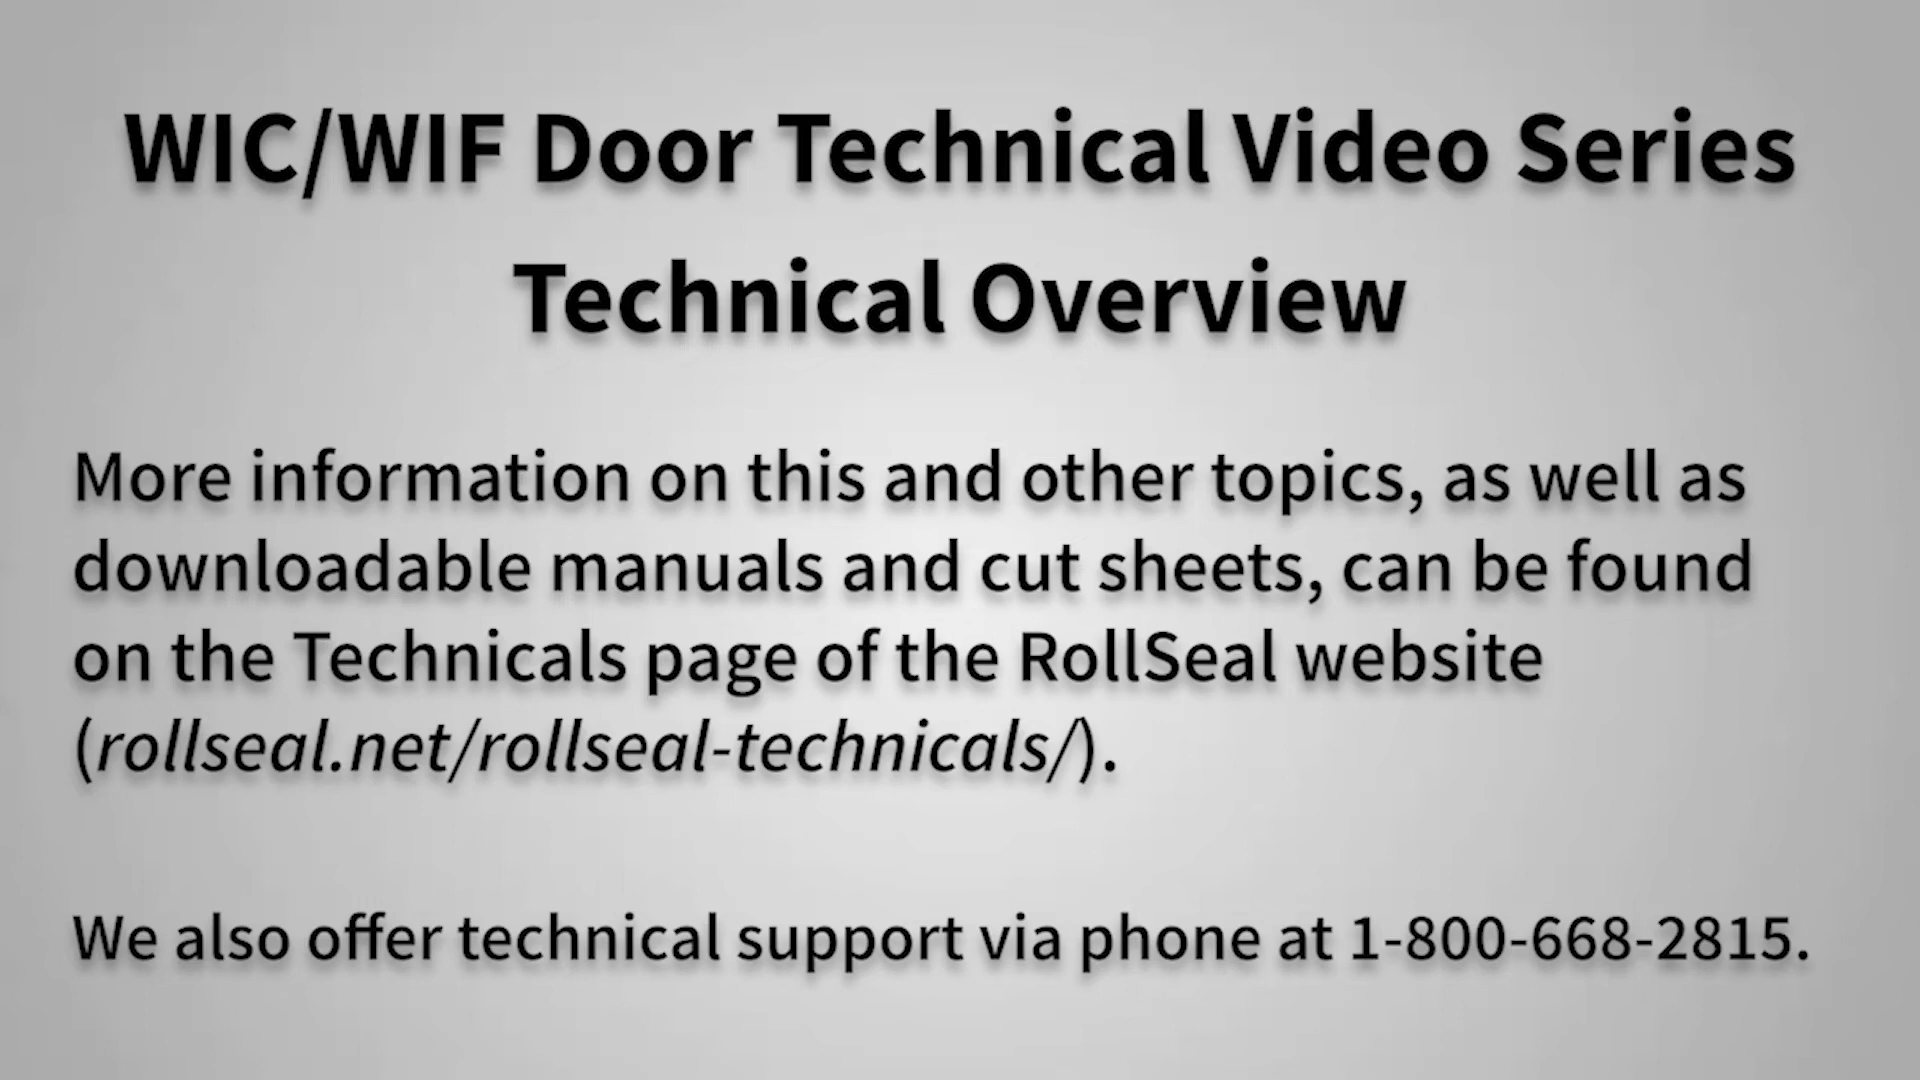 WIC/WIF Door Technical Video Series
Technical Overview
More information on this and other topics, as well as
downloadable manuals and cut sheets, can be found
on the Technicals page of the RollSeal website
(rollseal.net/rollseal-technicals/).
We also offer technical support via phone at 1-800-668-2815.